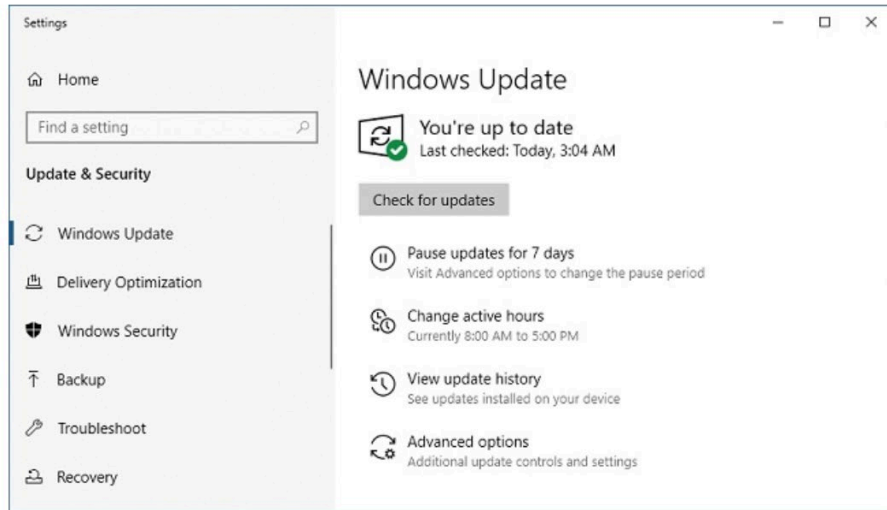 Settings
Home
Find a setting
Update & Security
Windows Update
Delivery Optimization
Windows Security
Backup
Troubleshoot
Recovery
Windows Update
You're up to date
Last checked: Today, 3:04 AM
Check for updates
Pause updates for 7 days
Visit Advanced options to change the pause period
Change active hours
Currently 8:00 AM to 5:00 PM
View update history
See updates installed on your device
Advanced options
Additional update controls and settings